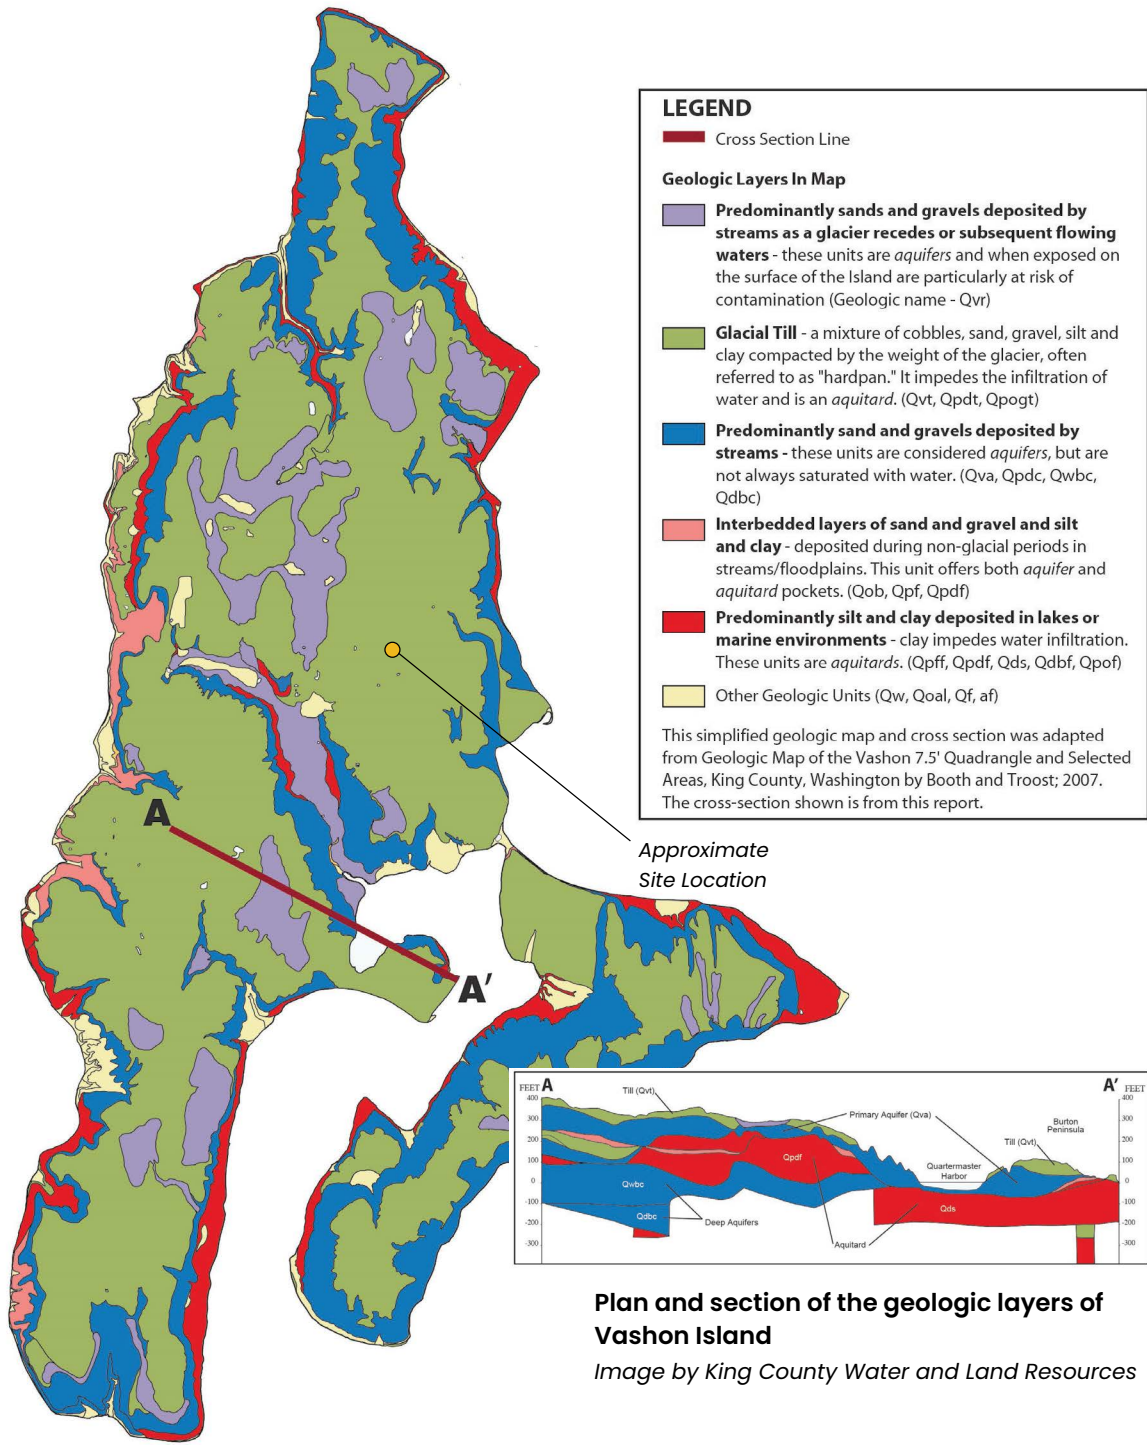 LEGEND
Cross Section Line
Geologic Layers In Map
Predominantly sands and gravels deposited by
streams as a glacier recedes or subsequent flowing
waters - these units are aquifers and when exposed on
the surface of the Island are particularly at risk of
contamination (Geologic name - Qvr)
Glacial Till - a mixture of cobbles, sand, gravel, silt and
clay compacted by the weight of the glacier, often
referred to as "hardpan." It impedes the infiltration of
water and is an aquitard. (Qvt, Qpdt, Qpogt)
Predominantly sand and gravels deposited by
streams - these units are considered aquifers, but are
not always saturated with water. (Qva, Qpdc, Qwbc,
Qdbc)
Interbedded layers of sand and gravel and silt
and clay - deposited during non-glacial periods in
streams/floodplains. This unit offers both aquifer and
aquitard pockets. (Qob, Qpf, Qpdf)
Predominantly silt and clay deposited in lakes or
marine environments - clay impedes water infiltration.
These units are aquitards. (Qpff, Qpdf, Qds, Qdbf, Qpof)
Other Geologic Units (Qw, Qoal, Qf, af)
This simplified geologic map and cross section was adapted
from Geologic Map of the Vashon 7.5' Quadrangle and Selected
Areas, King County, Washington by Booth and Troost; 2007.
The cross-section shown is from this report.
A
Approximate
Site Location
A'
FEET A
A' FEET
400
300
200
100
0
-100
-200
-300
Till (Qvt)
Primary Aquifer (Qva)
Burton
Peninsula
Till (Qvt)
Quartermaster
Harbor
Qpdf
Qwbc
Qdbc
Deep Aquifers
Qds
Aquitard
400
300
200
100
0
-100
-200
-300
Plan and section of the geologic layers of
Vashon Island
Image by King County Water and Land Resources